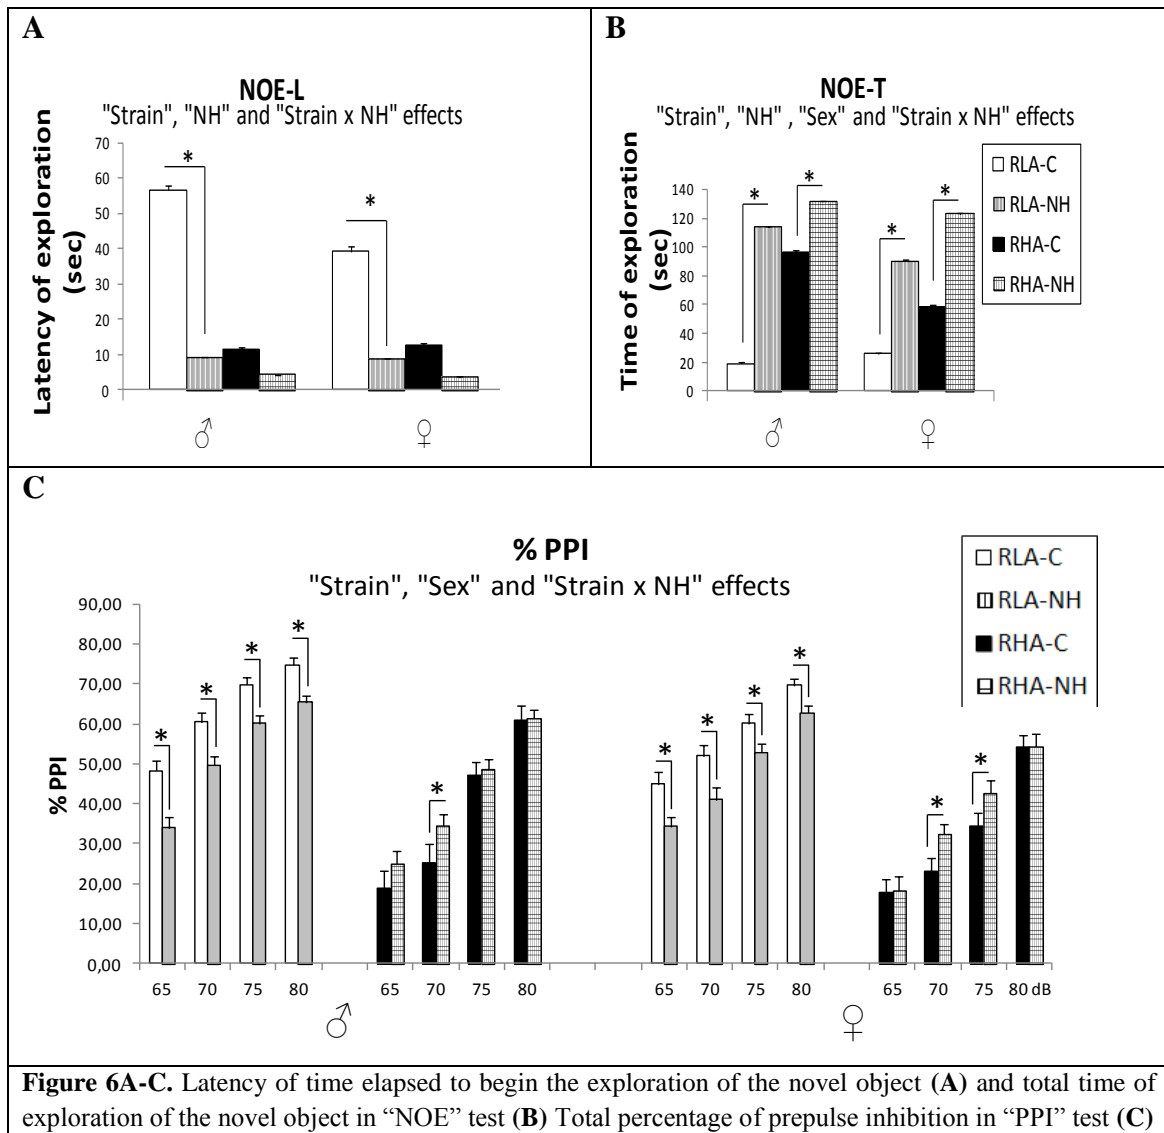 A
NOE-L
"Strain", "NH" and "Strain x NH" effects
Latency of exploration
(sec)
70
60
50
40
30
20
10
0
*
*
♂
♀
B
NOE-T
"Strain", "NH" , "Sex" and "Strain x NH" effects
Time of exploration
(sec)
140
120
100
80
60
40
20
0
*
*
*
*
♂
♀
RLA-C
RLA-NH
RHA-C
RHA-NH
C
% PPI
"Strain", "Sex" and "Strain x NH" effects
% PPI
90,00
80,00
70,00
60,00
50,00
40,00
30,00
20,00
10,00
0,00
* * * * * * * * * * *
65 70 75 80 65 70 75 80 65 70 75 80 65 70 75 80 dB
♂ ♀
RLA-C
RLA-NH
RHA-C
RHA-NH
Figure 6A-C. Latency of time elapsed to begin the exploration of the novel object (A) and total time of
exploration of the novel object in “NOE” test (B) Total percentage of prepulse inhibition in “PPI” test (C)